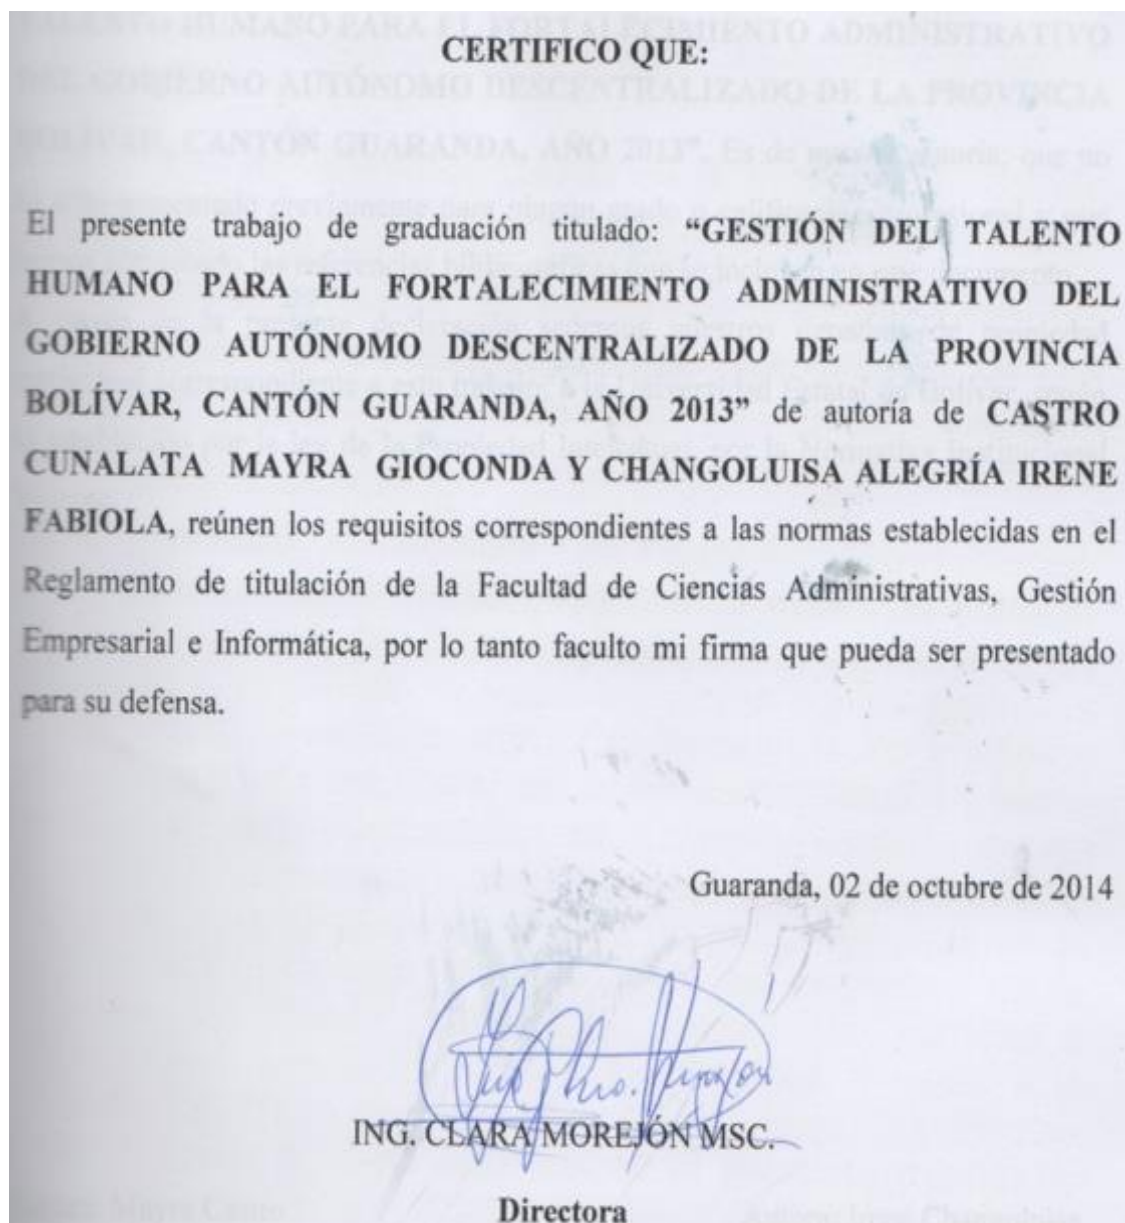 CERTIFICO QUE:
El presente trabajo de graduación titulado: “GESTIÓN DEL TALENTO
HUMANO PARA EL FORTALECIMIENTO ADMINISTRATIVO DEL
GOBIERNO AUTÓNOMO DESCENTRALIZADO DE LA PROVINCIA
BOLÍVAR, CANTÓN GUARANDA, AÑO 2013” de autoría de CASTRO
CUNALATA MAYRA GIOCONDA Y CHANGOLUISA ALEGRÍA IRENE
FABIOLA, reúnen los requisitos correspondientes a las normas establecidas en el
Reglamento de titulación de la Facultad de Ciencias Administrativas, Gestión
Empresarial e Informática, por lo tanto faculto mi firma que pueda ser presentado
para su defensa.
Guaranda, 02 de octubre de 2014
ING. CLARA MOREJÓN MSC.
Directora